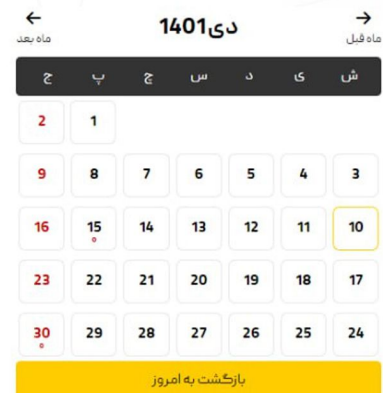 → دی1401 ←
ماه قبل ماه بعد
ش ی د س چ پ ج
1 2
3 4 5 6 7 8 9
10 11 12 13 14 15 16
17 18 19 20 21 22 23
24 25 26 27 28 29 30
بازگشت به امروز